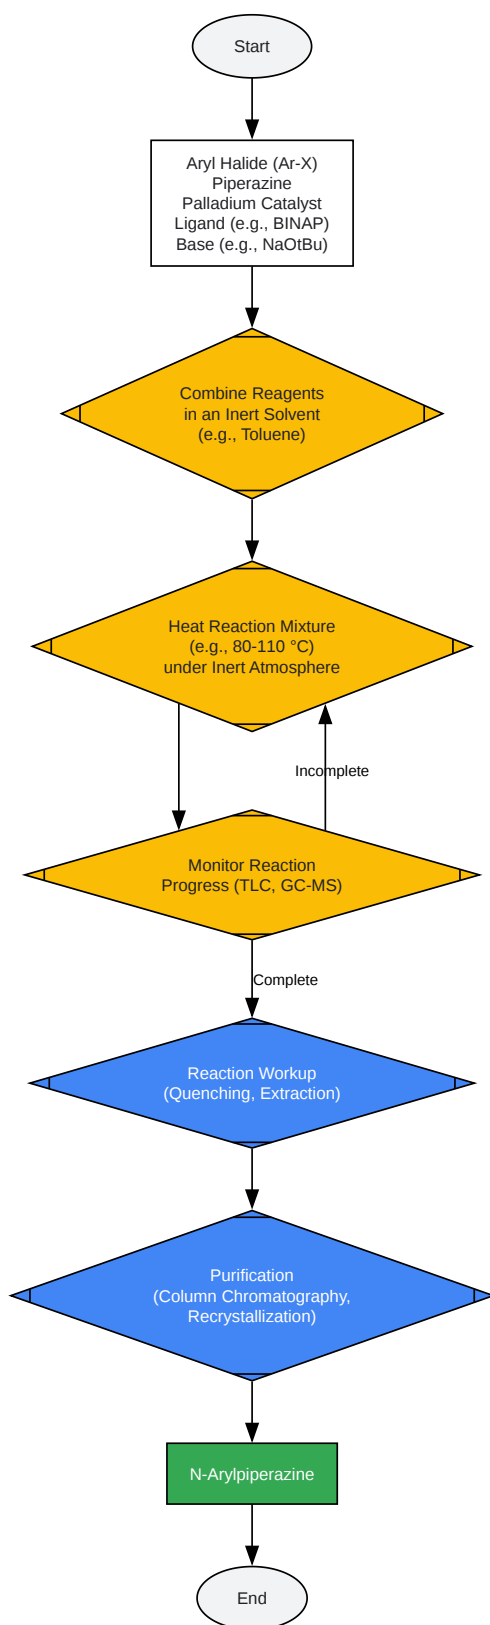 Start
Aryl Halide (Ar-X)
Piperazine
Palladium Catalyst
Ligand (e.g., BINAP)
Base (e.g., NaOtBu)
Combine Reagents
in an Inert Solvent
(e.g., Toluene)
Heat Reaction Mixture
(e.g., 80-110 °C)
under Inert Atmosphere
Incomplete
Monitor Reaction
Progress (TLC, GC-MS)
Complete
Reaction Workup
(Quenching, Extraction)
Purification
(Column Chromatography,
Recrystallization)
N-Arylpiperazine
End